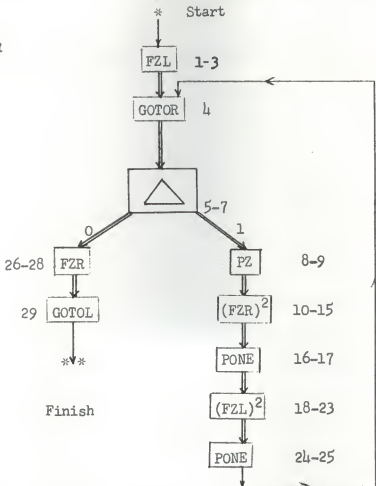 * Start
FZL 1-3
GOTOR 4
5-7
0 1
26-28 FZR PZ 8-9
29 GOTOL (FZR)² 10-15
** PONE 16-17
Finish (FZL)² 18-23
PONE 24-25